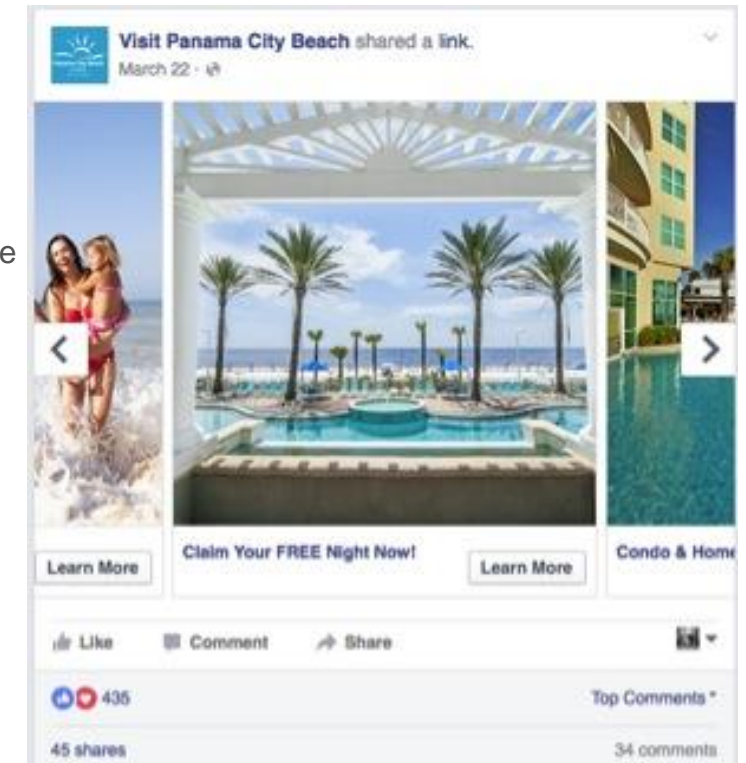 Visit Panama City Beach shared a link.
March 22 ·
e
Learn More
Claim Your FREE Night Now!
Learn More
Condo & Home
Like
Comment
Share
435
Top Comments
45 shares
34 comments